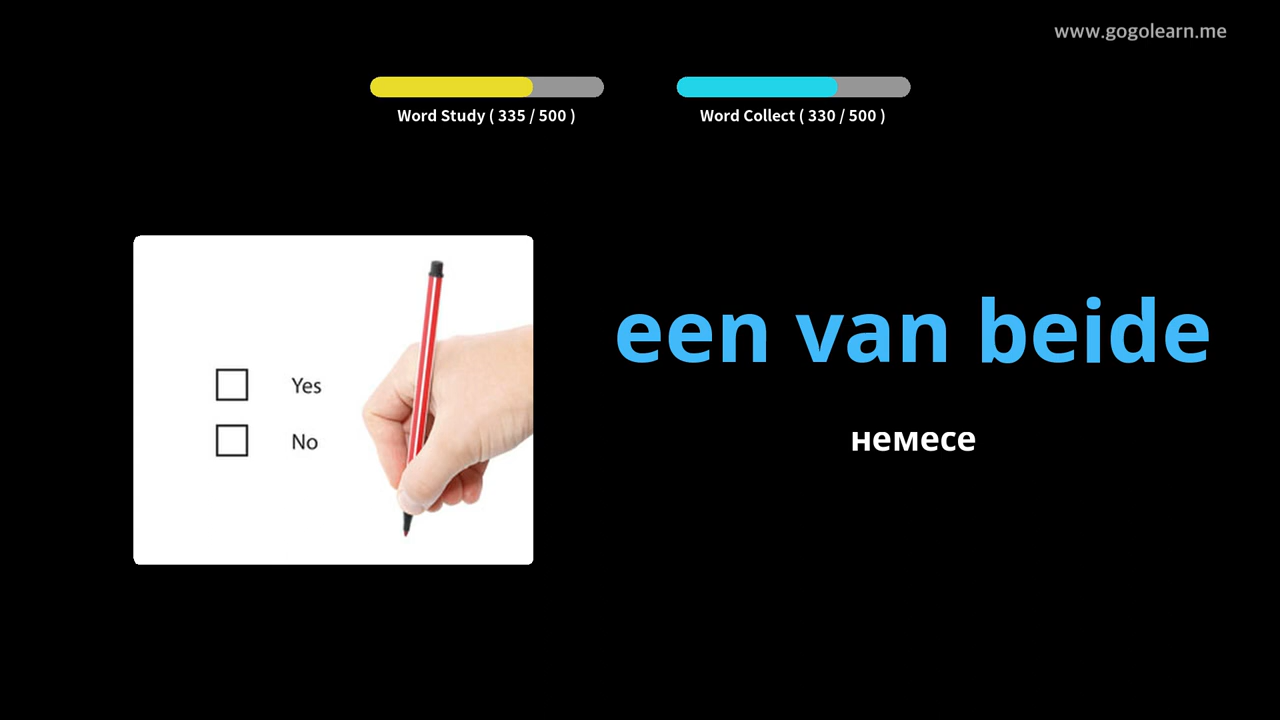 www.gogolearn.me
Word Study ( 335 / 500 )
Word Collect ( 330 / 500 )
een van beide
немесе
Yes
No